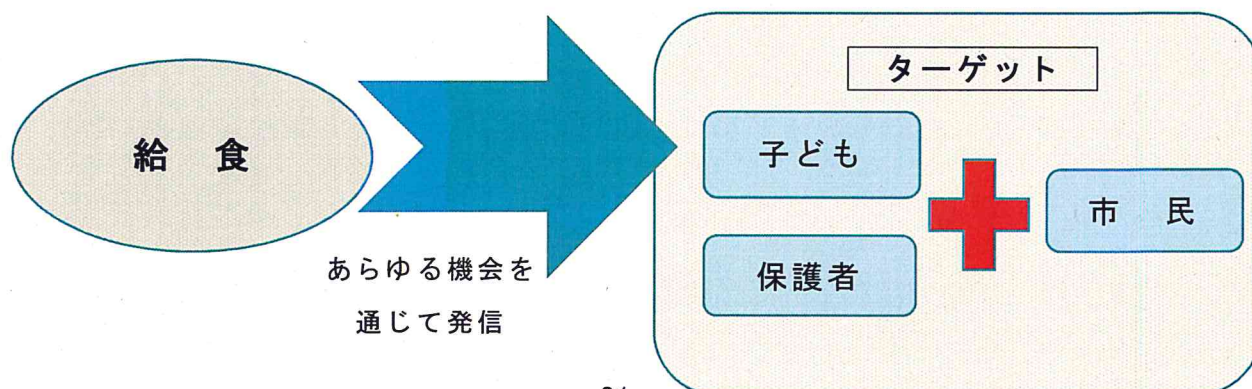 給 食
あらゆる機会を
通じて発信
ターゲット
子ども
保護者
市 民